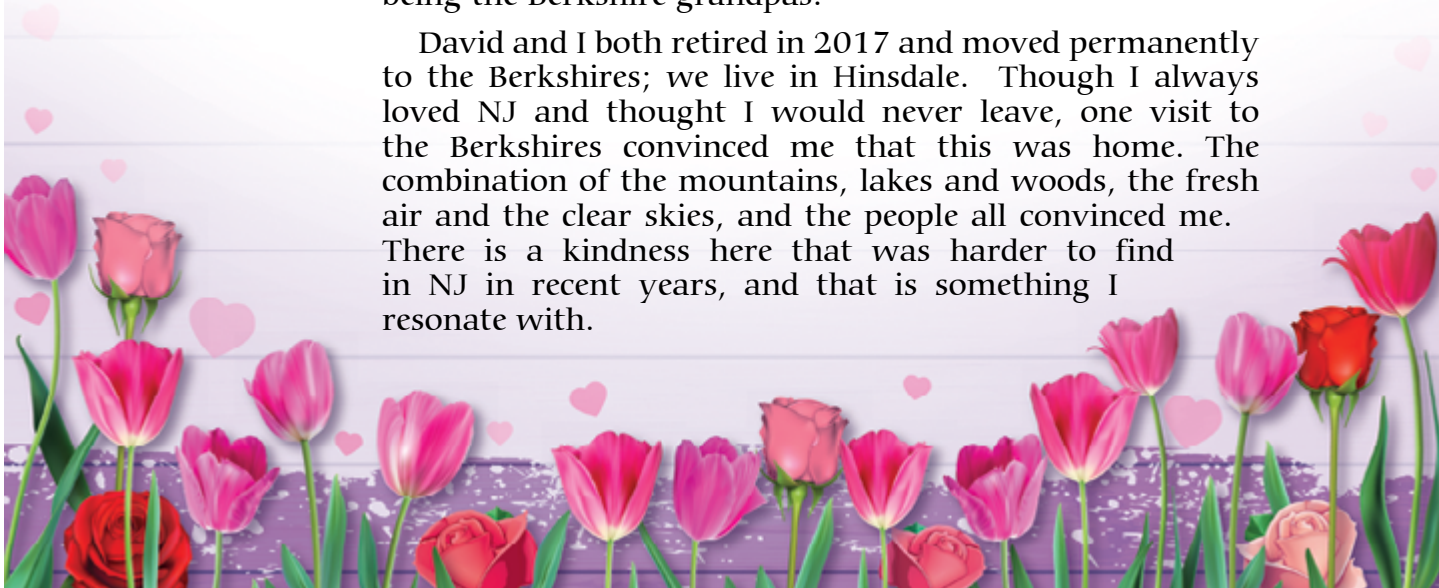 being the Berkshire grandpas.
David and I both retired in 2017 and moved permanently
to the Berkshires; we live in Hinsdale. Though I always
loved NJ and thought I would never leave, one visit to
the Berkshires convinced me that this was home. The
combination of the mountains, lakes and woods, the fresh
air and the clear skies, and the people all convinced me.
There is a kindness here that was harder to find
in NJ in recent years, and that is something I
resonate with.